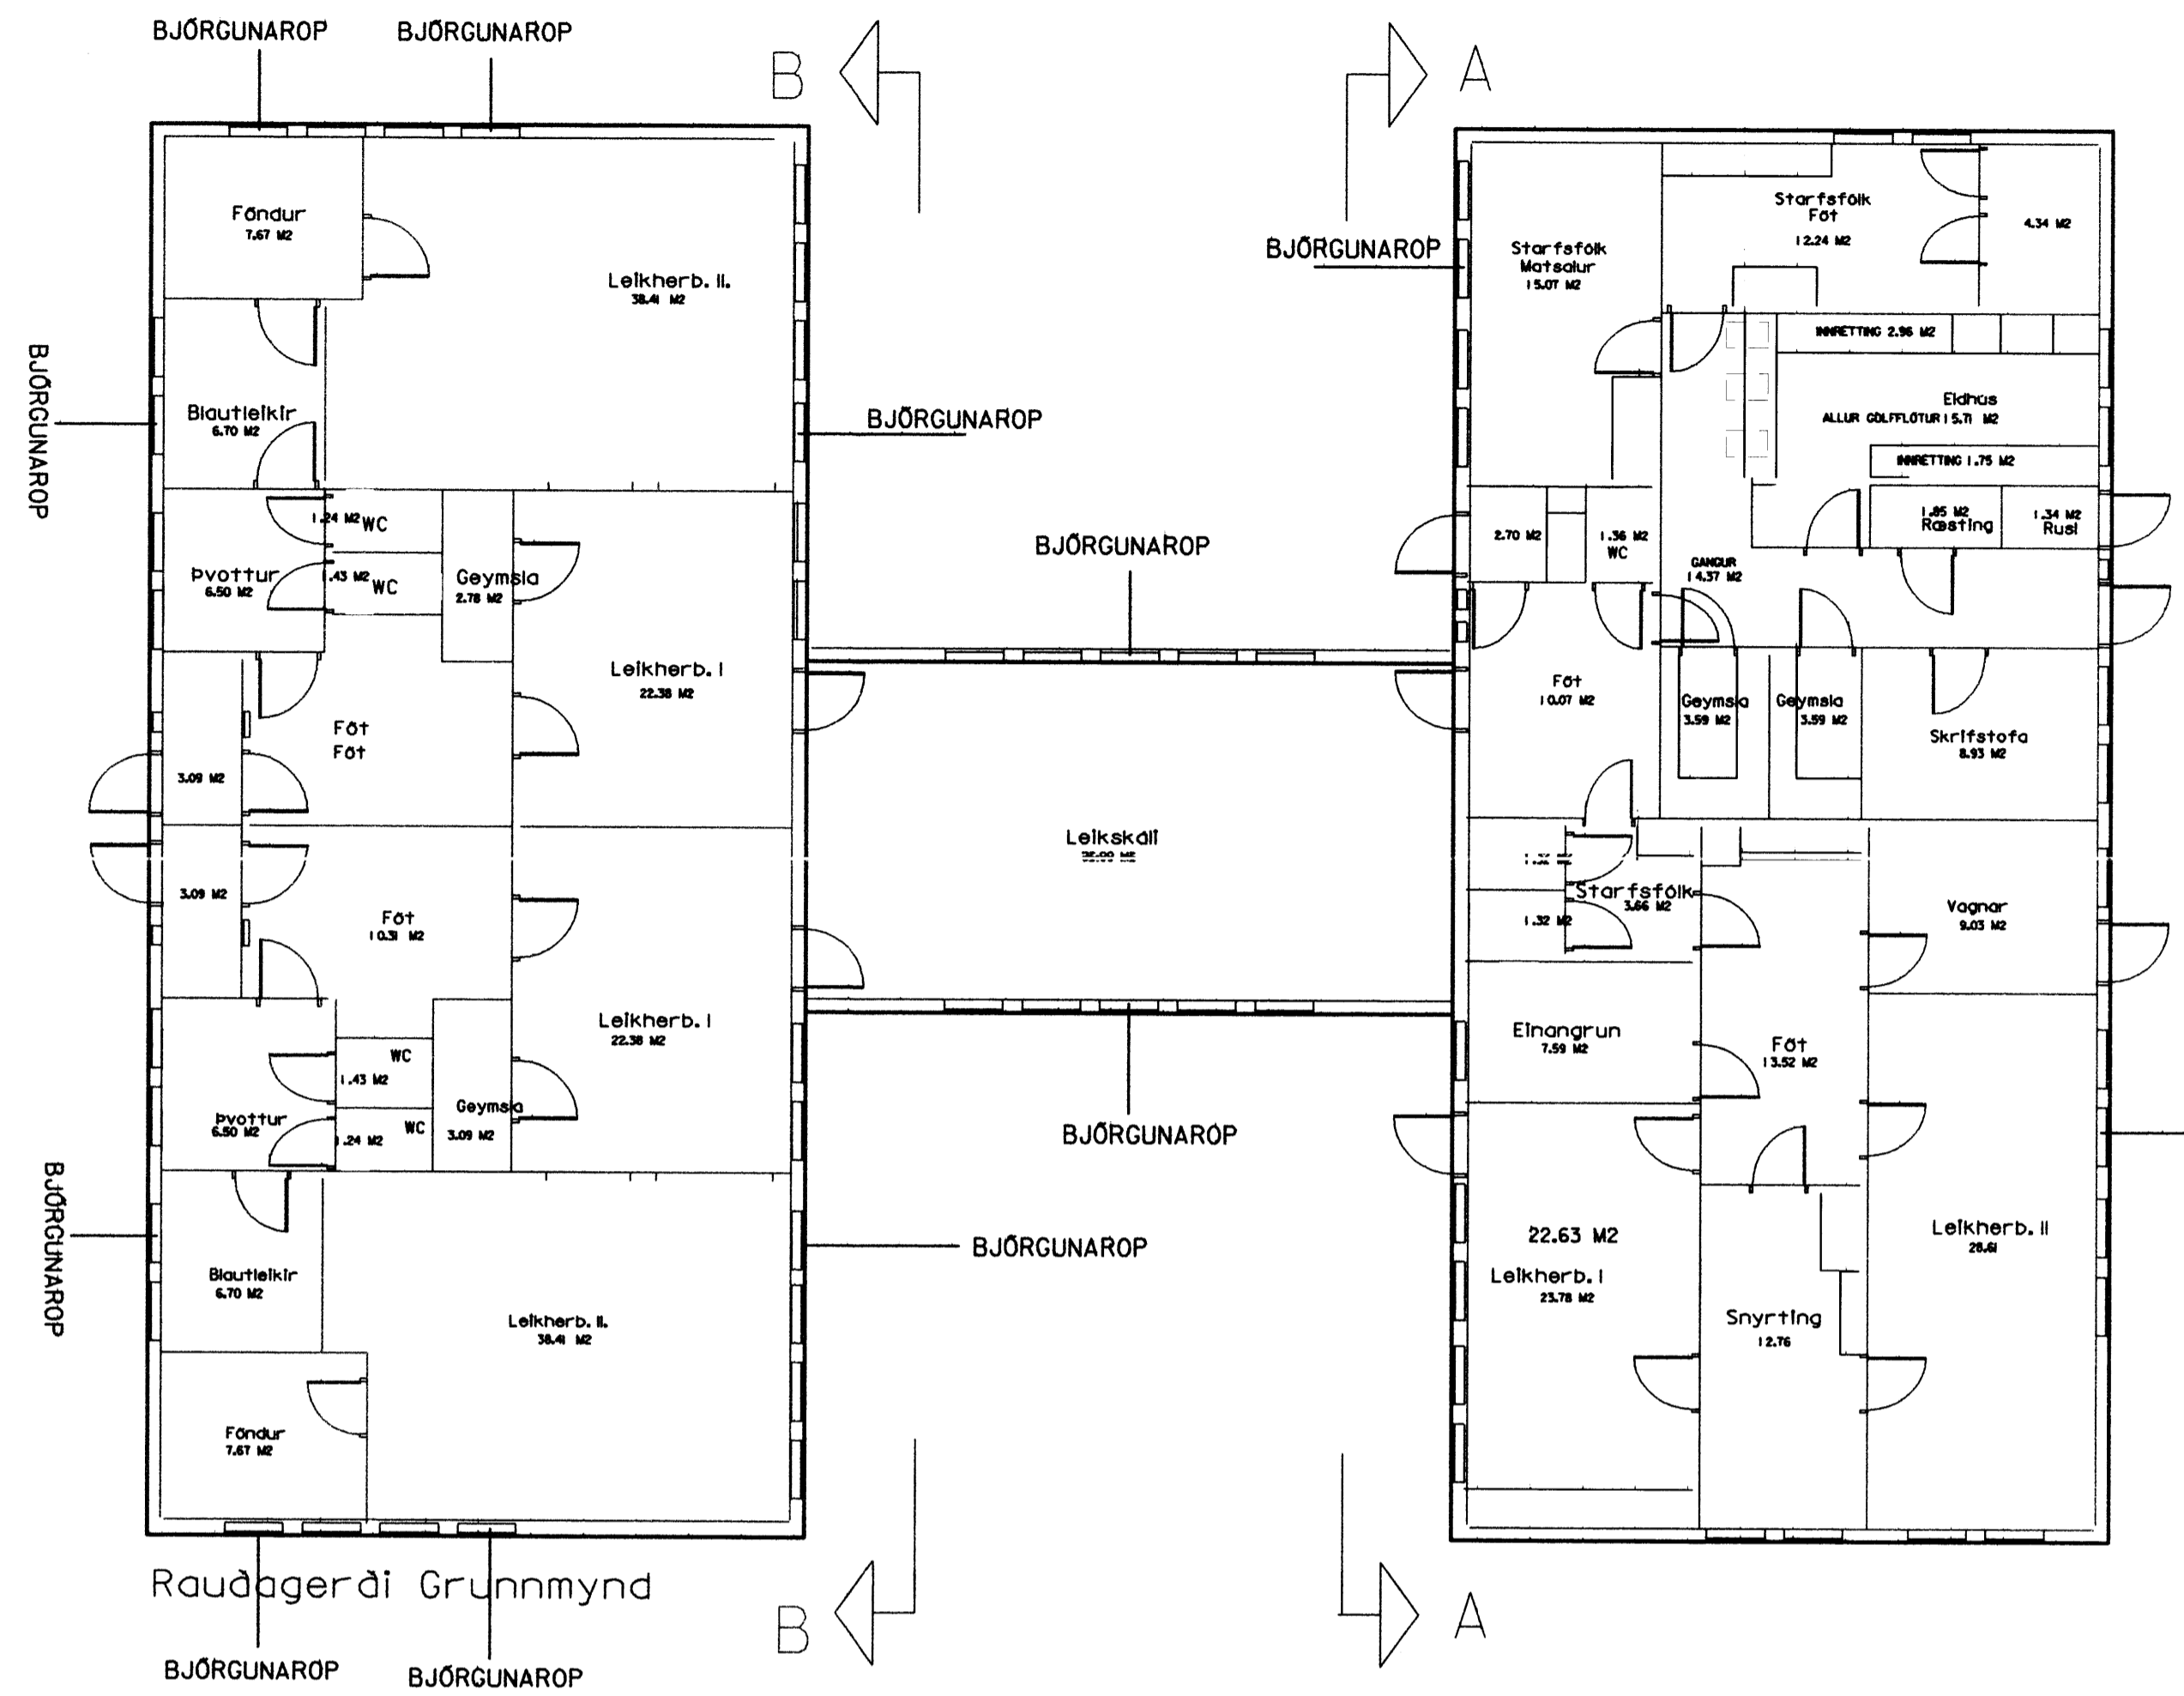 BJÖRGUNAROP
BJÖRGUNAROP
B
A
Föndur
7.67 M2
Leikherb. II.
38.41 M2
BJÖRGUNAROP
Starfsfólk
Matsalur
15.07 M2
Starfsfólk
Föt
12.24 M2
4.34 M2
INNRETTING 2.96 M2
BJÖRGUNAROP
Blautleikir
6.70 M2
BJÖRGUNAROP
Eldhús
ALLUR GÓLFFLÖTUR 15.71 M2
INNRETTING 1.75 M2
1.24 M2 WC
1.43 M2 WC
Þvottur
6.50 M2
Geymsla
2.78 M2
BJÖRGUNAROP
2.70 M2
1.36 M2
WC
1.85 M2
Ræsting
1.34 M2
Rusl
GANGUR
14.37 M2
Leikherb. I
22.38 M2
Föt
10.07 M2
Geymsla
3.59 M2
Geymsla
3.59 M2
Skrifstofa
8.93 M2
Föt
Föt
3.09 M2
Leikskáli
3.09 M2
Föt
10.31 M2
Starfsfólk
3.66 M2
1.32 M2
Vagnar
9.03 M2
Leikherb. I
22.38 M2
Einangrun
7.59 M2
Föt
13.52 M2
WC
1.43 M2
WC
1.24 M2
Geymsla
3.09 M2
Þvottur
6.50 M2
BJÖRGUNAROP
BJÖRGUNAROP
BJÖRGUNAROP
22.63 M2
Leikherb. I
23.78 M2
Leikherb. II
28.61
Blautleikir
6.70 M2
Leikherb. II.
38.41 M2
Snyrting
12.76
Föndur
7.67 M2
Rauðagerði Grunnmynd
B
A
BJÖRGUNAROP
BJÖRGUNAROP